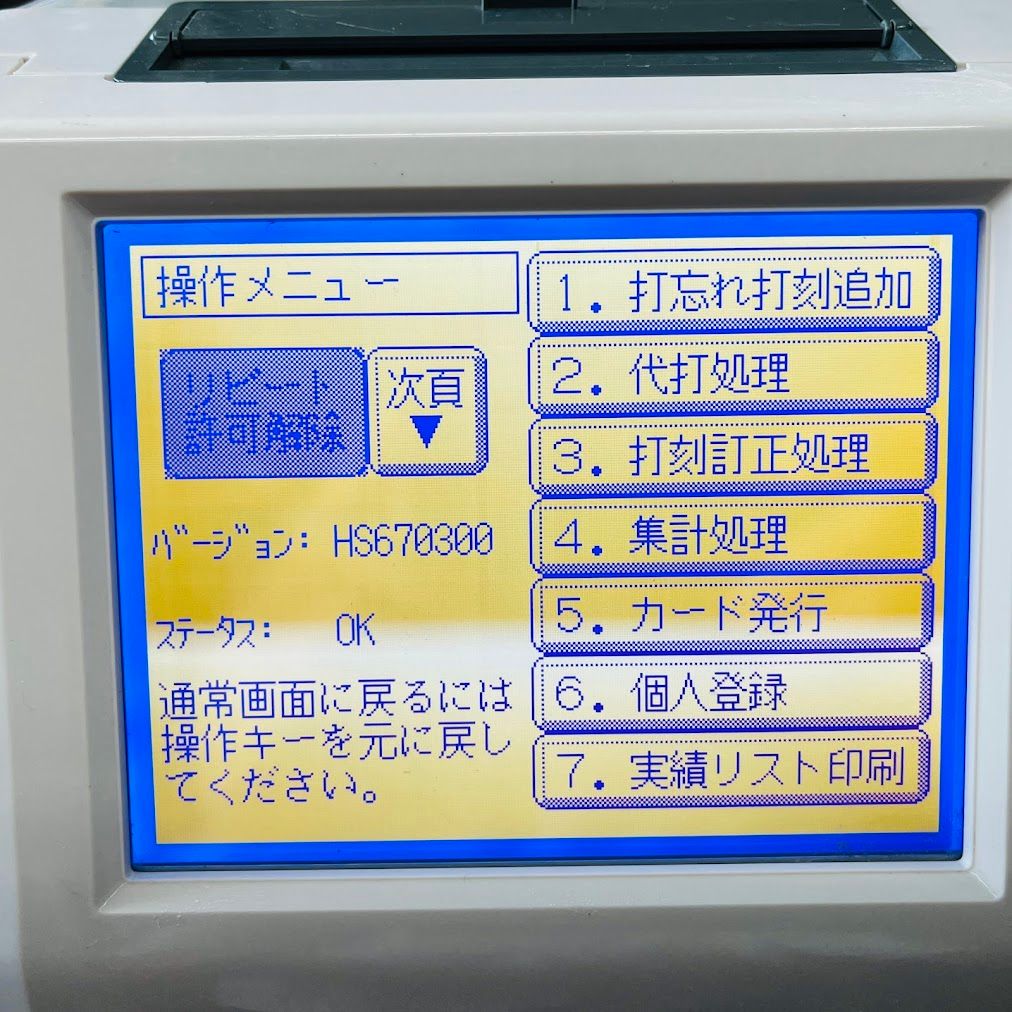 操作メニュー
リピート
許可解除
次頁
▼
バージョン: HS670300
ステータス: OK
通常画面に戻るには
操作キーを元に戻し
てください。
1. 打忘れ打刻追加
2. 代打処理
3. 打刻訂正処理
4. 集計処理
5. カード発行
6. 個人登録
7. 実績リスト印刷